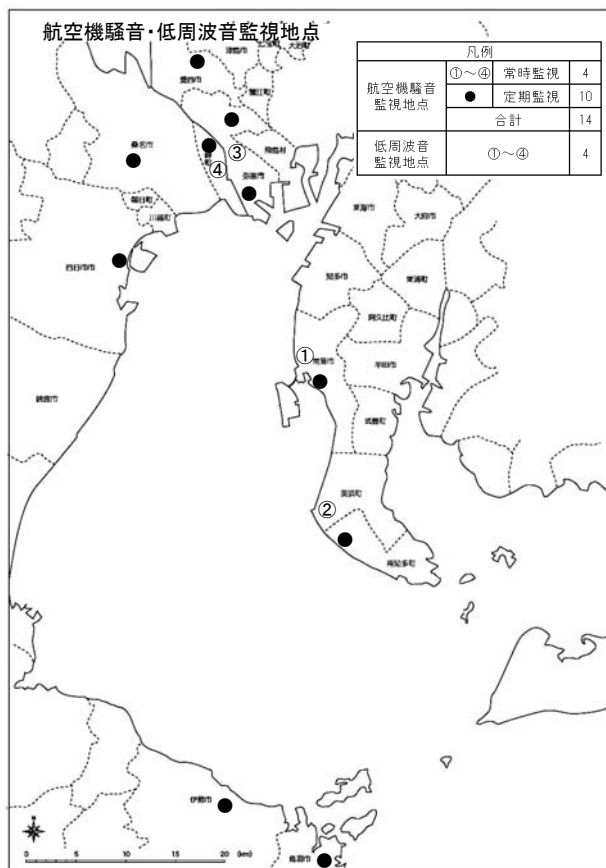 航空機騒音・低周波音監視地点
凡例
航空機騒音
監視地点
①～④ 常時監視 4
● 定期監視 10
合計 14
低周波音
監視地点
①～④ 4
津島市
大治町
愛西市
蟹江町
桑名市
③
飛島村
④
弥富市
朝日町
川越町
東海市
大府市
四日市市
知多市
東浦町
阿久比町
①
常滑市
半田市
鈴鹿市
武豊町
美浜町
②
南知多町
伊勢市
鳥羽市
0 10 20 (km)